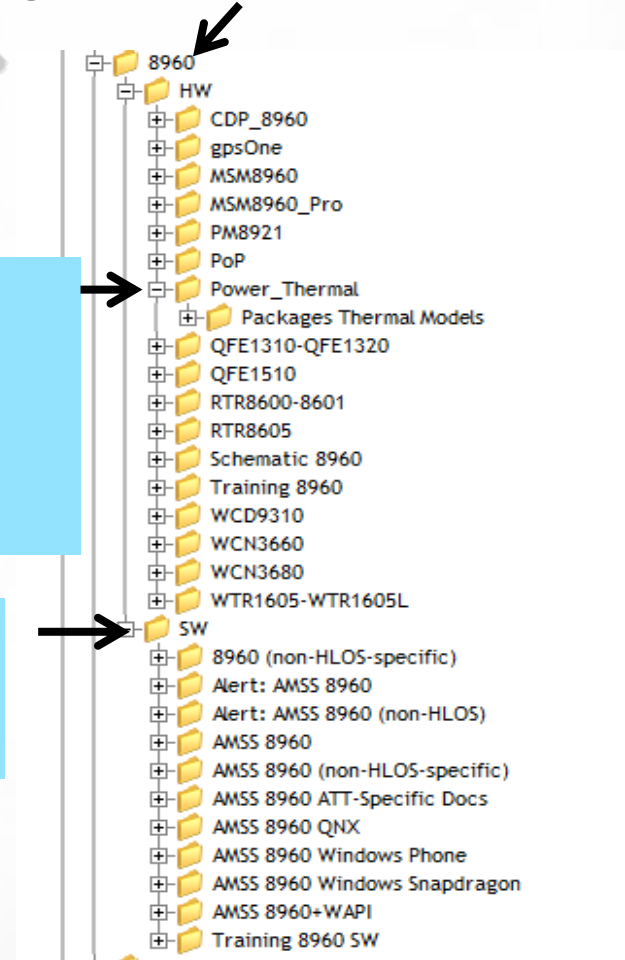 8960
HW
CDP_8960
gpsOne
MSM8960
MSM8960_Pro
PM8921
PoP
Power_Thermal
Packages Thermal Models
QFE1310-QFE1320
QFE1510
RTR8600-8601
RTR8605
Schematic 8960
Training 8960
WCD9310
WCN3660
WCN3680
WTR1605-WTR1605L
SW
8960 (non-HLOS-specific)
Alert: AMSS 8960
Alert: AMSS 8960 (non-HLOS)
AMSS 8960
AMSS 8960 (non-HLOS-specific)
AMSS 8960 ATT-Specific Docs
AMSS 8960 QNX
AMSS 8960 Windows Phone
AMSS 8960 Windows Snapdragon
AMSS 8960+WAPI
Training 8960 SW